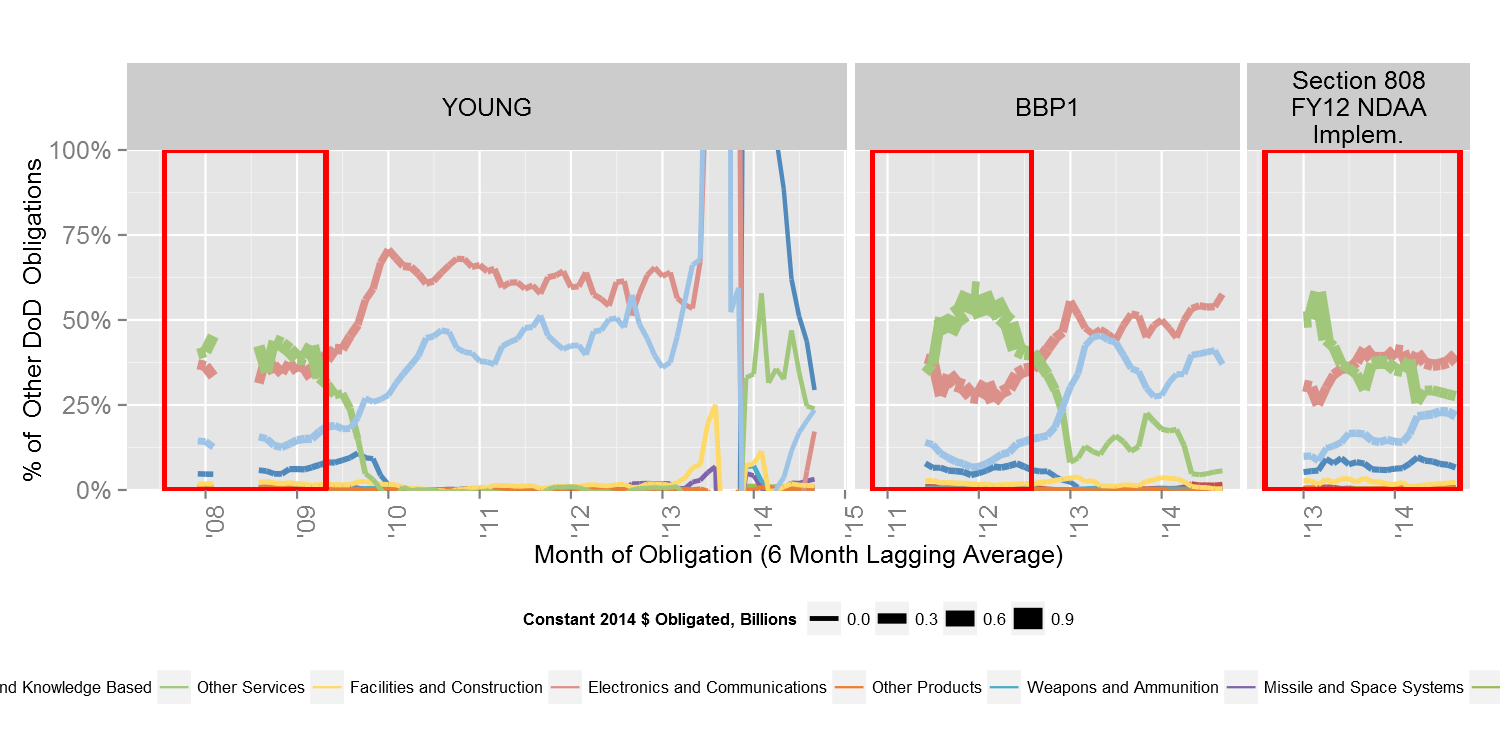 YOUNG
BBP1
Section 808
FY12 NDAA
Implem.
% of Other DoD Obligations
100%
75%
50%
25%
0%
'08
'09
'10
'11
'12
'13
'14
'15
'11
'12
'13
'14
'13
'14
Month of Obligation (6 Month Lagging Average)
Constant 2014 $ Obligated, Billions 0.0 0.3 0.6 0.9
nd Knowledge Based Other Services Facilities and Construction Electronics and Communications Other Products Weapons and Ammunition Missile and Space Systems